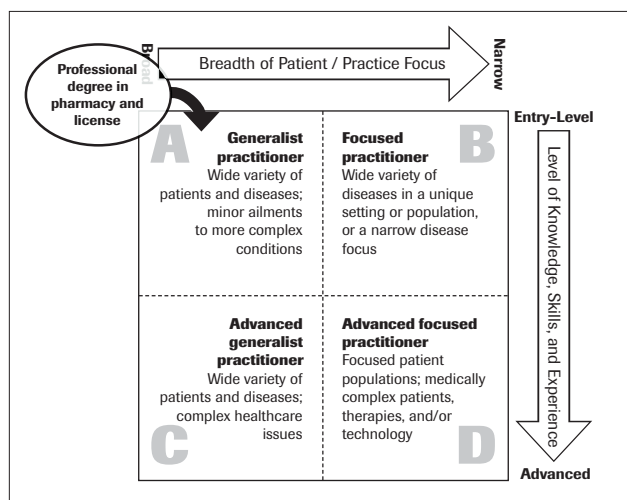 Broad
Breadth of Patient / Practice Focus
Narrow
Professional
degree in
pharmacy and
license
Entry–Level
Level of Knowledge, Skills, and Experience
Advanced
A
Generalist
practitioner
Wide variety of
patients and diseases;
minor ailments
to more complex
conditions
B
Focused
practitioner
Wide variety of
diseases in a unique
setting or population,
or a narrow disease
focus
C
Advanced
generalist
practitioner
Wide variety of
patients and diseases;
complex healthcare
issues
D
Advanced focused
practitioner
Focused patient
populations; medically
complex patients,
therapies, and/or
technology